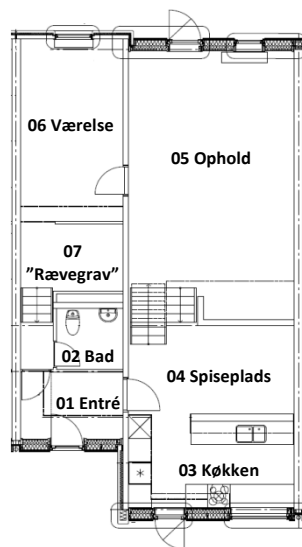 06 Værelse
05 Ophold
07
”Rævegrav”
02 Bad
04 Spiseplads
01 Entré
03 Køkken